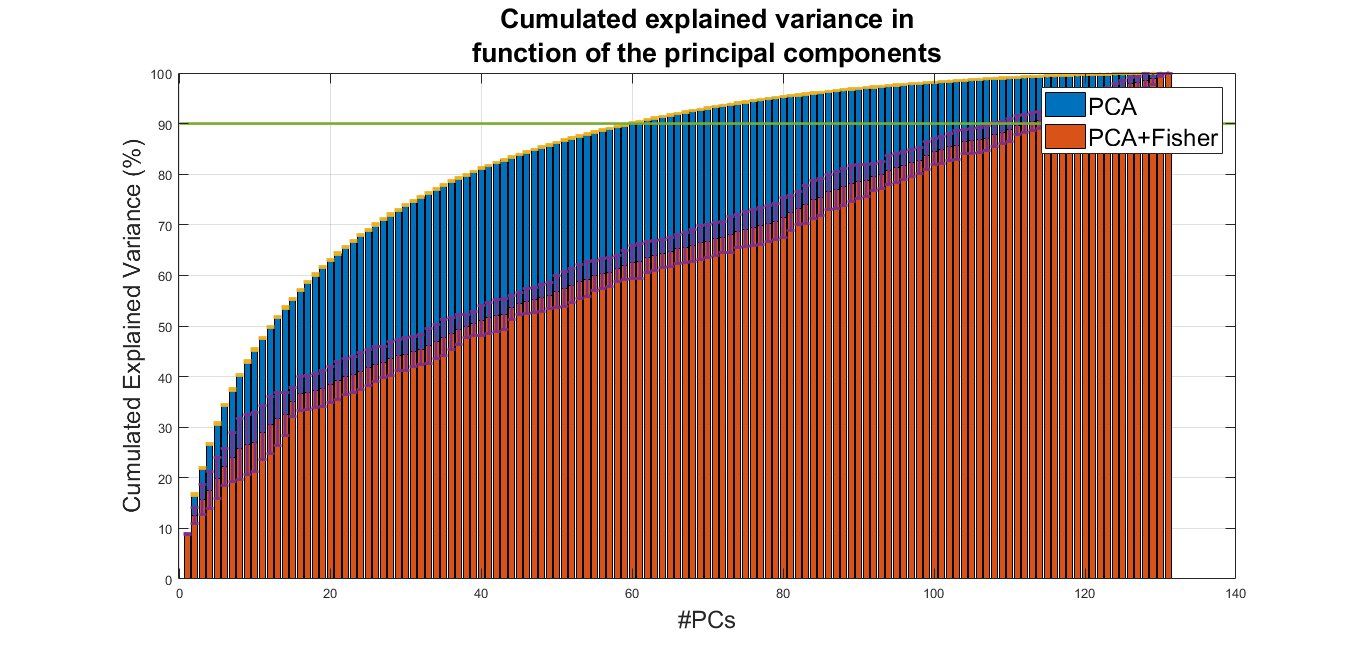 Cumulated explained variance in
function of the principal components
Cumulated Explained Variance (%)
100
90
80
70
60
50
40
30
20
10
0
PCA
PCA+Fisher
0 20 40 60 80 100 120 140
#PCs